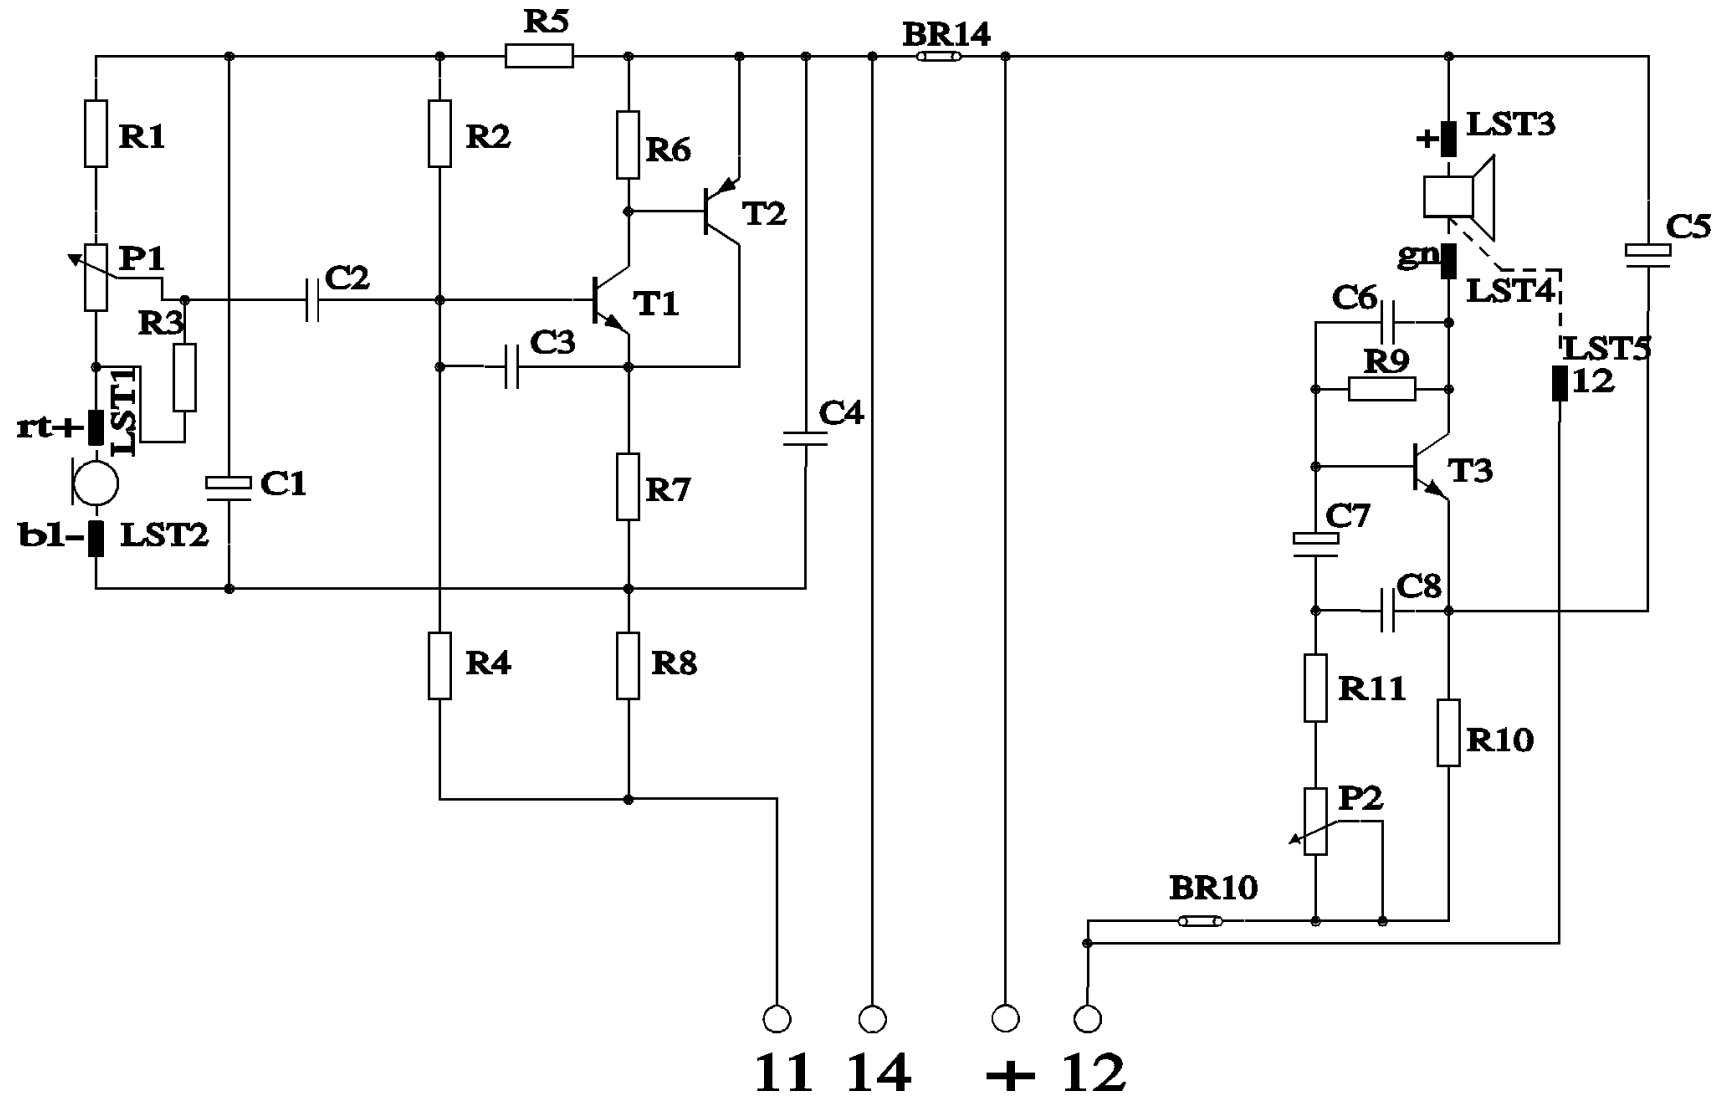 R5
BR14
R1
R2
R6
LST3
+
T2
P1
C5
gn
C2
LST4
C6
R3
T1
C3
LST5
R9
12
LST1
C4
rt+
T3
C1
R7
C7
bl-
LST2
C8
R4
R8
R11
R10
P2
BR10
11 14 + 12